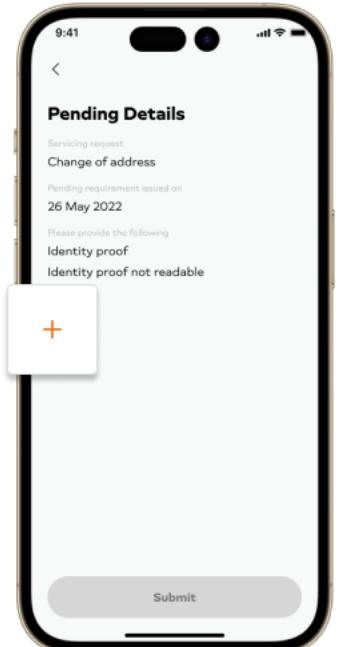 9:41
Pending Details
Servicing request
Change of address
Pending requirement issued on
26 May 2022
Please provide the following
Identity proof
Identity proof not readable
+
Submit